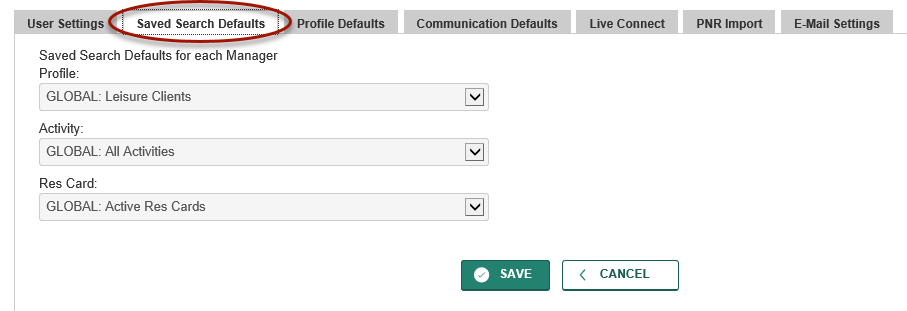 User Settings Saved Search Defaults Profile Defaults Communication Defaults Live Connect PNR Import E-Mail Settings
Saved Search Defaults for each Manager
Profile:
GLOBAL: Leisure Clients
Activity:
GLOBAL: All Activities
Res Card:
GLOBAL: Active Res Cards
SAVE CANCEL